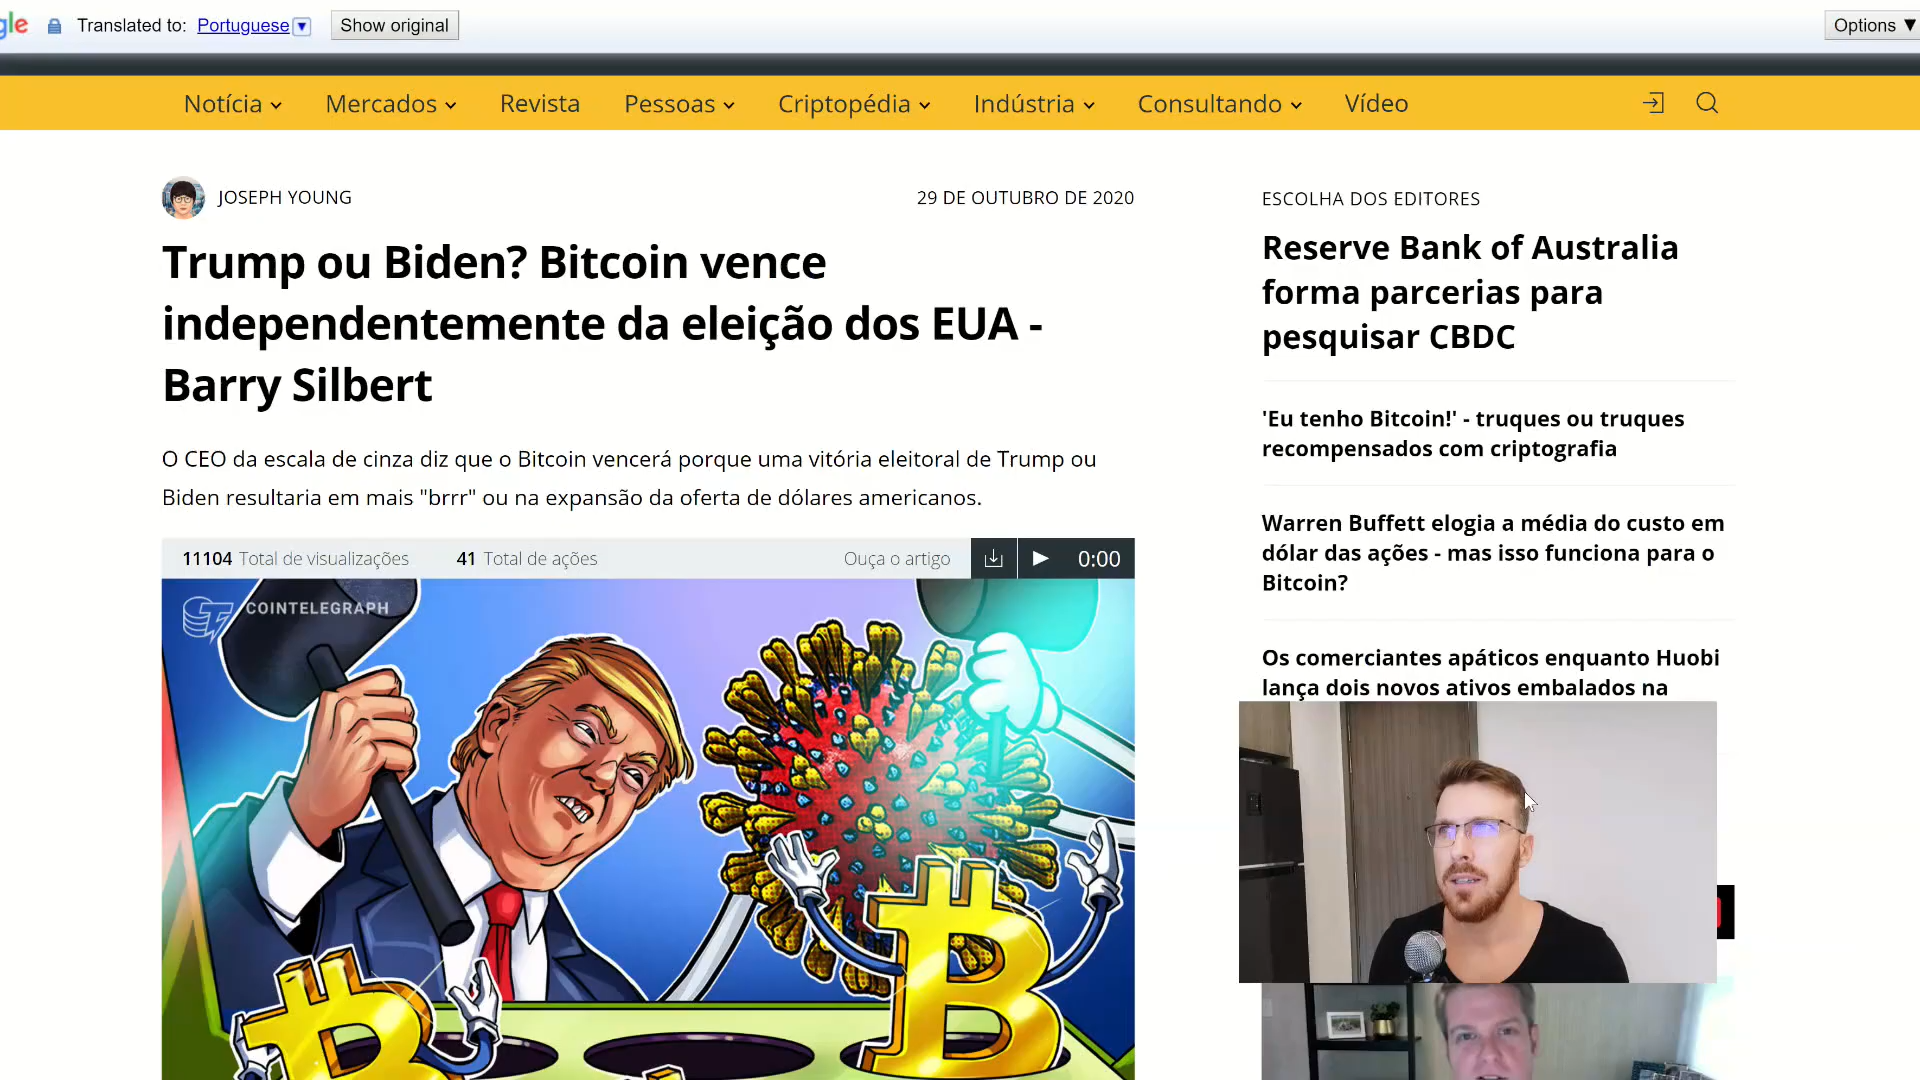 gle Translated to: Portuguese Show original Options
Notícia Mercados Revista Pessoas Criptopédia Indústria Consultando Vídeo
JOSEPH YOUNG
29 DE OUTUBRO DE 2020
Trump ou Biden? Bitcoin vence
independentemente da eleição dos EUA -
Barry Silbert
O CEO da escala de cinza diz que o Bitcoin vencerá porque uma vitória eleitoral de Trump ou
Biden resultaria em mais "brrr" ou na expansão da oferta de dólares americanos.
11104 Total de visualizações 41 Total de ações Ouça o artigo 0:00
COINTELEGRAPH
ESCOLHA DOS EDITORES
Reserve Bank of Australia
forma parcerias para
pesquisar CBDC
'Eu tenho Bitcoin!' - truques ou truques
recompensados com criptografia
Warren Buffett elogia a média do custo em
dólar das ações - mas isso funciona para o
Bitcoin?
Os comerciantes apáticos enquanto Huobi
lança dois novos ativos embalados na